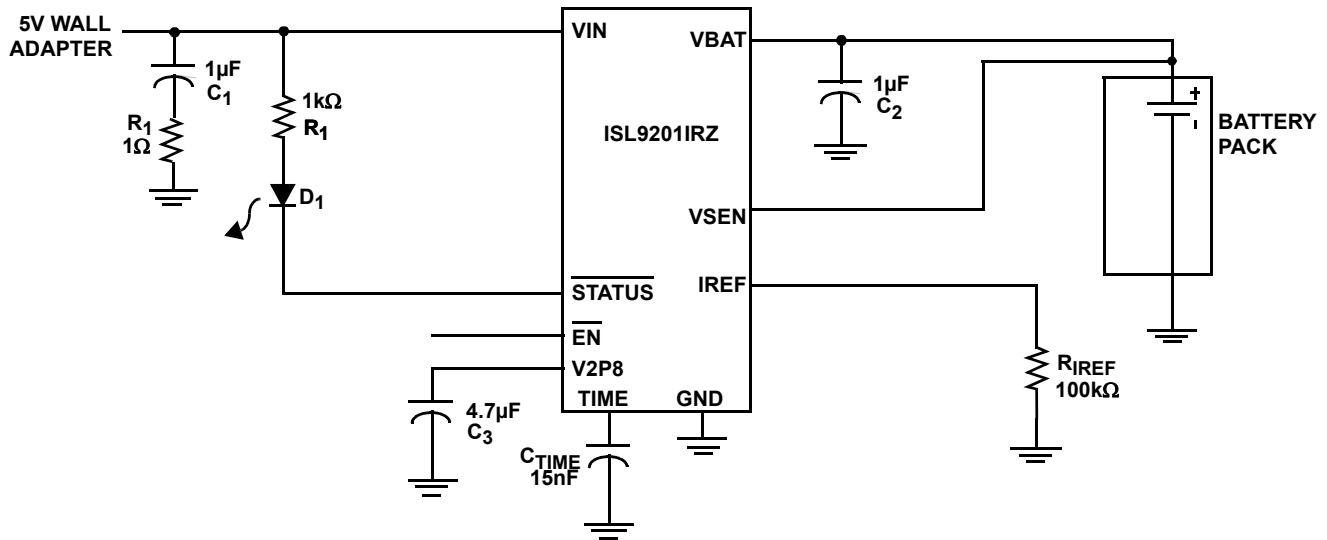 5V WALL
ADAPTER
1µF
C1
R1
1Ω
1kΩ
R1
D1
VIN
VBAT
ISL9201IRZ
VSEN
STATUS
IREF
EN
V2P8
TIME
GND
1µF
C2
+
-
BATTERY
PACK
RIREF
100kΩ
4.7µF
C3
CTIME
15nF